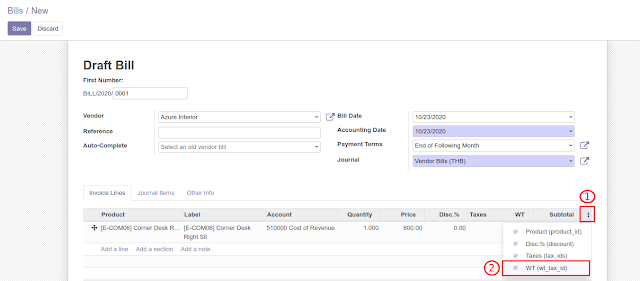 Bills / New
Save Discard
Draft Bill
First Number:
BILL/2020/ 0001
Vendor Azure Interior Bill Date 10/23/2020
Reference Accounting Date 10/23/2020
Auto-Complete Select an old vendor bill Payment Terms End of Following Month
Journal Vendor Bills (THB)
Invoice Lines Journal Items Other Info
1
Product Label Account Quantity Price Disc.% Taxes WT Subtotal
[E-COM06] Corner Desk R... [E-COM06] Corner Desk 510000 Cost of Revenue 1.000 600.00 0.00
Right Sit
Product (product_id)
Disc.% (discount)
Add a line Add a section Add a note
Taxes (tax_ids)
2 WT (wt_tax_id)